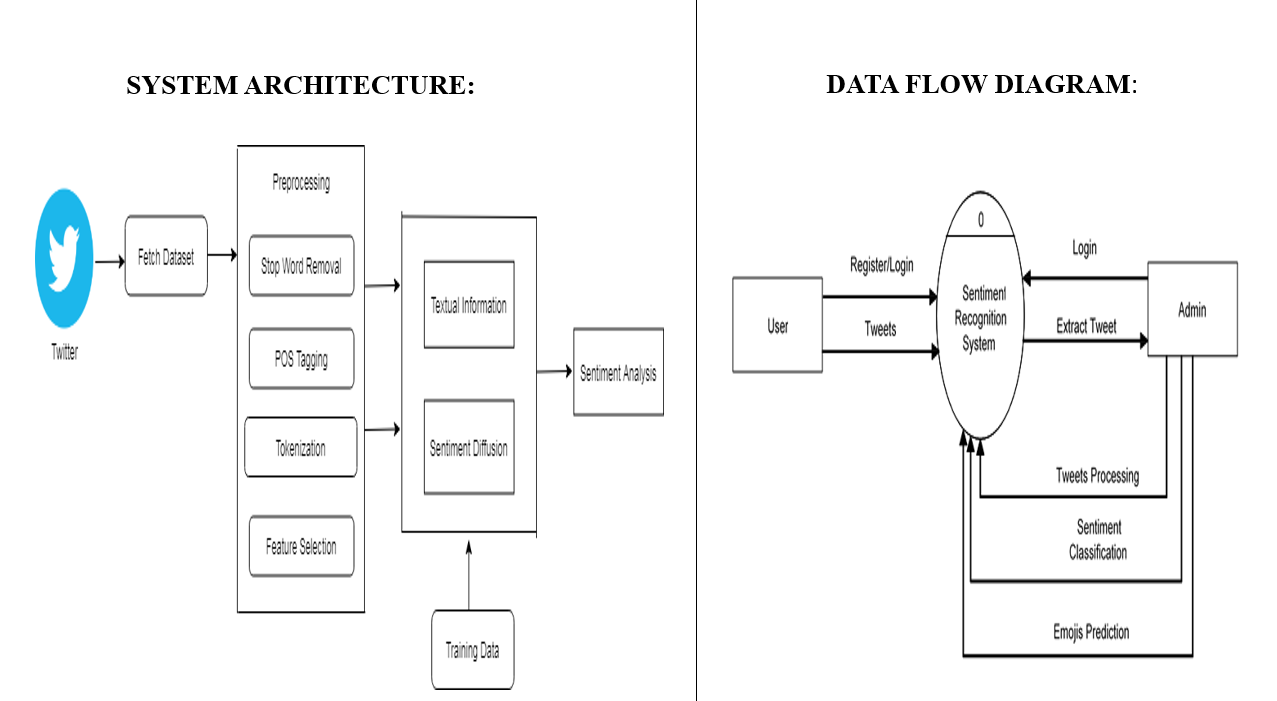 SYSTEM ARCHITECTURE:
Preprocessing
Fetch Dataset
Stop Word Removal
Twitter
POS Tagging
Tokenization
Feature Selection
Textual Information
Sentiment Diffusion
Sentiment Analysis
Training Data
DATA FLOW DIAGRAM:
0
Register/Login
Login
User
Tweets
Sentiment
Recognition
System
Extract Tweet
Admin
Tweets Processing
Sentiment
Classification
Emojis Prediction